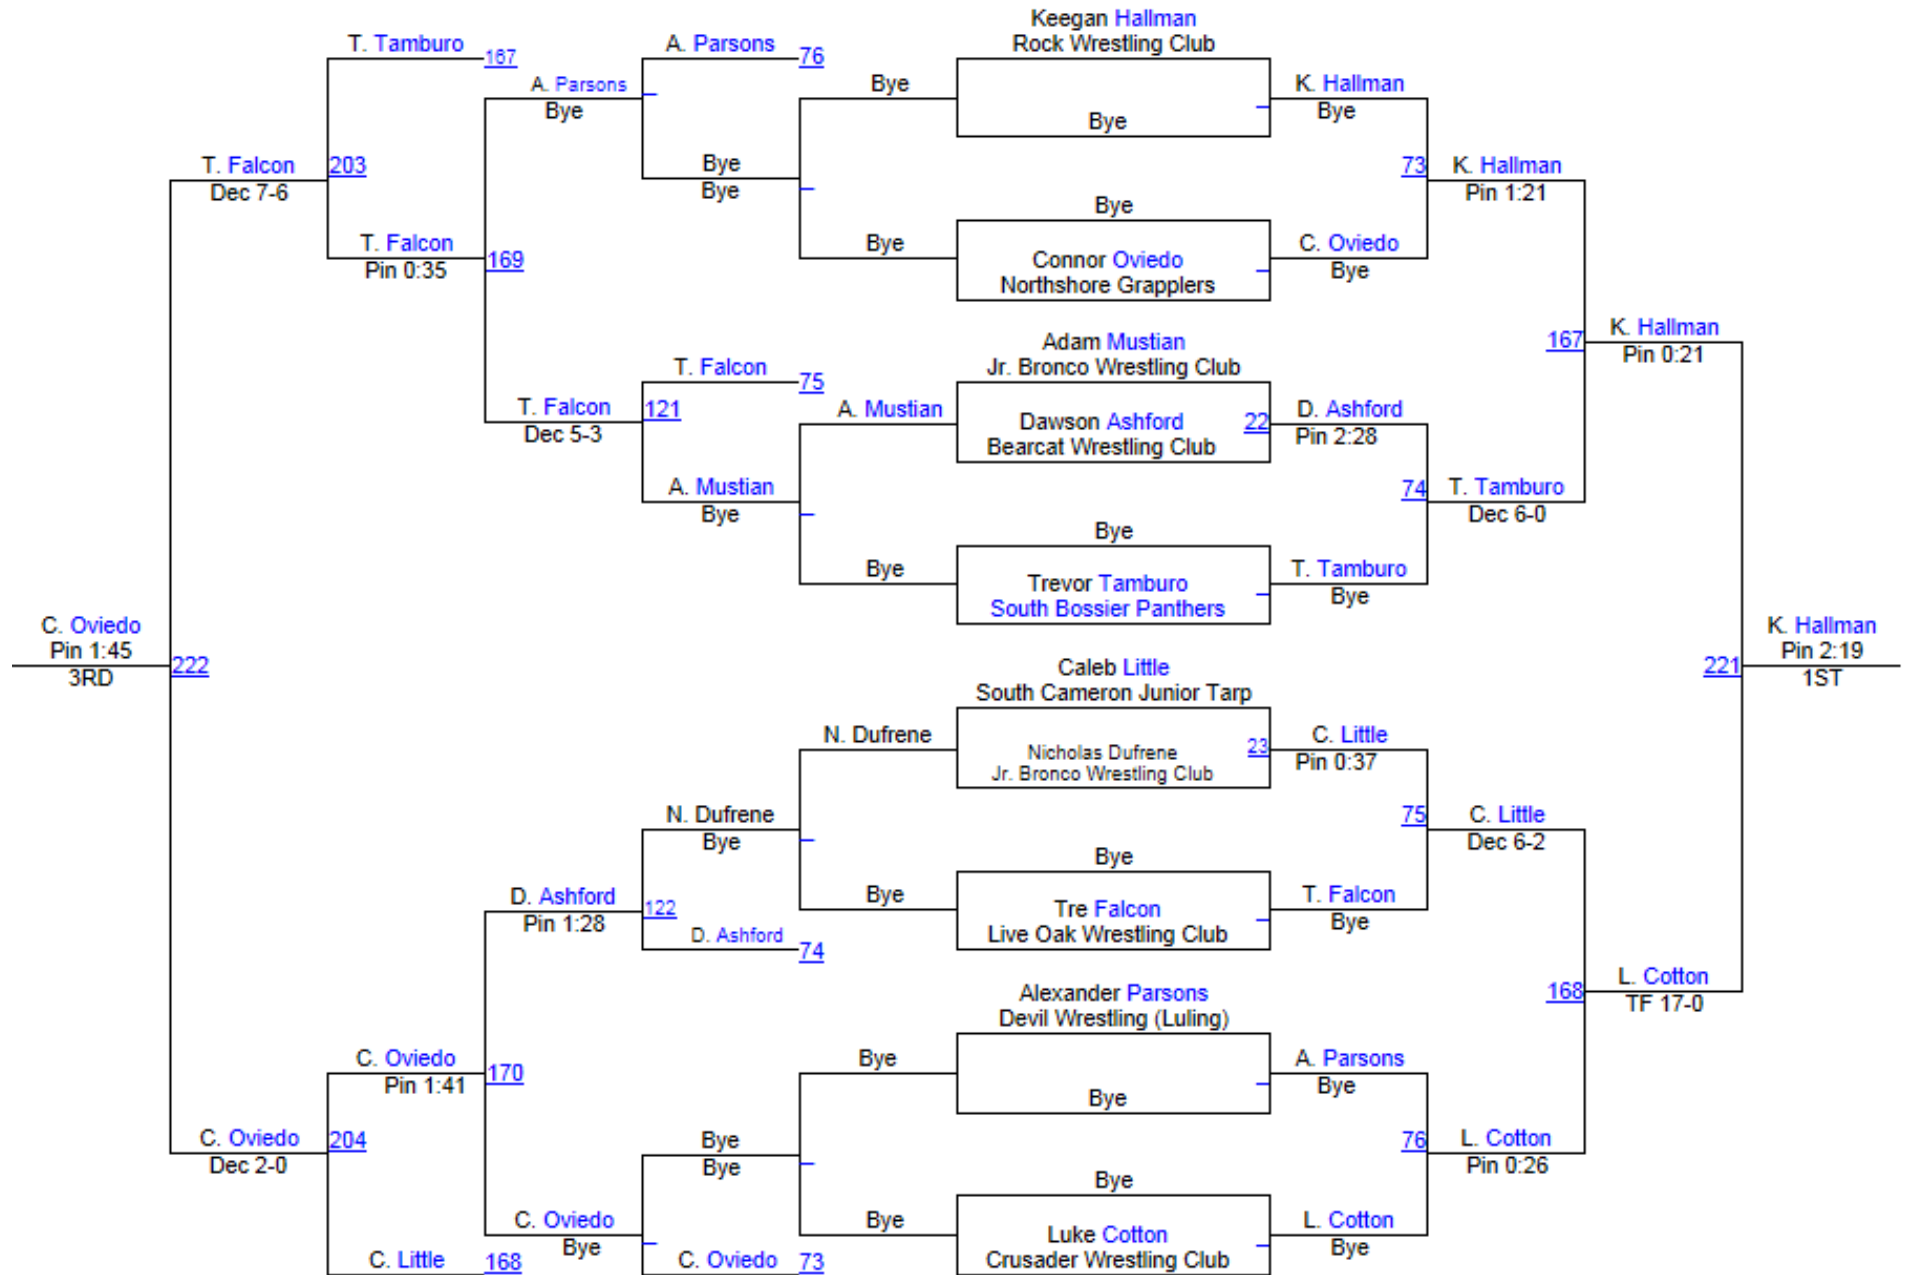 Keegan Hallman
T. Tamburo
A. Parsons
Rock Wrestling Club
167
76
A. Parsons
Bye
K. Hallman
Bye
Bye
Bye
T. Falcon
203
Bye
73
K. Hallman
Dec 7-6
Bye
Pin 1:21
Bye
T. Falcon
Bye
C. Oviedo
Pin 0:35
169
Connor Oviedo
Bye
Northshore Grapplers
Adam Mustian
167
K. Hallman
T. Falcon
Jr. Bronco Wrestling Club
Pin 0:21
75
T. Falcon
121
A. Mustian
Dawson Ashford
22
D. Ashford
Dec 5-3
Bearcat Wrestling Club
Pin 2:28
A. Mustian
74
T. Tamburo
Bye
Dec 6-0
Bye
Bye
Trevor Tamburo
T. Tamburo
South Bossier Panthers
Bye
C. Oviedo
K. Hallman
Pin 1:45
222
Caleb Little
221
Pin 2:19
3RD
South Cameron Junior Tarp
1ST
N. Dufrene
Nicholas Dufrene
23
C. Little
Jr. Bronco Wrestling Club
Pin 0:37
N. Dufrene
75
C. Little
Bye
Dec 6-2
Bye
D. Ashford
122
Bye
Tre Falcon
T. Falcon
Pin 1:28
D. Ashford
74
Live Oak Wrestling Club
Bye
Alexander Parsons
168
L. Cotton
Devil Wrestling (Luling)
TF 17-0
C. Oviedo
170
Bye
A. Parsons
Pin 1:41
Bye
Bye
C. Oviedo
204
Bye
76
L. Cotton
Dec 2-0
Bye
Pin 0:26
Bye
C. Oviedo
Bye
Luke Cotton
L. Cotton
Bye
Crusader Wrestling Club
Bye
C. Little
168
C. Oviedo
73